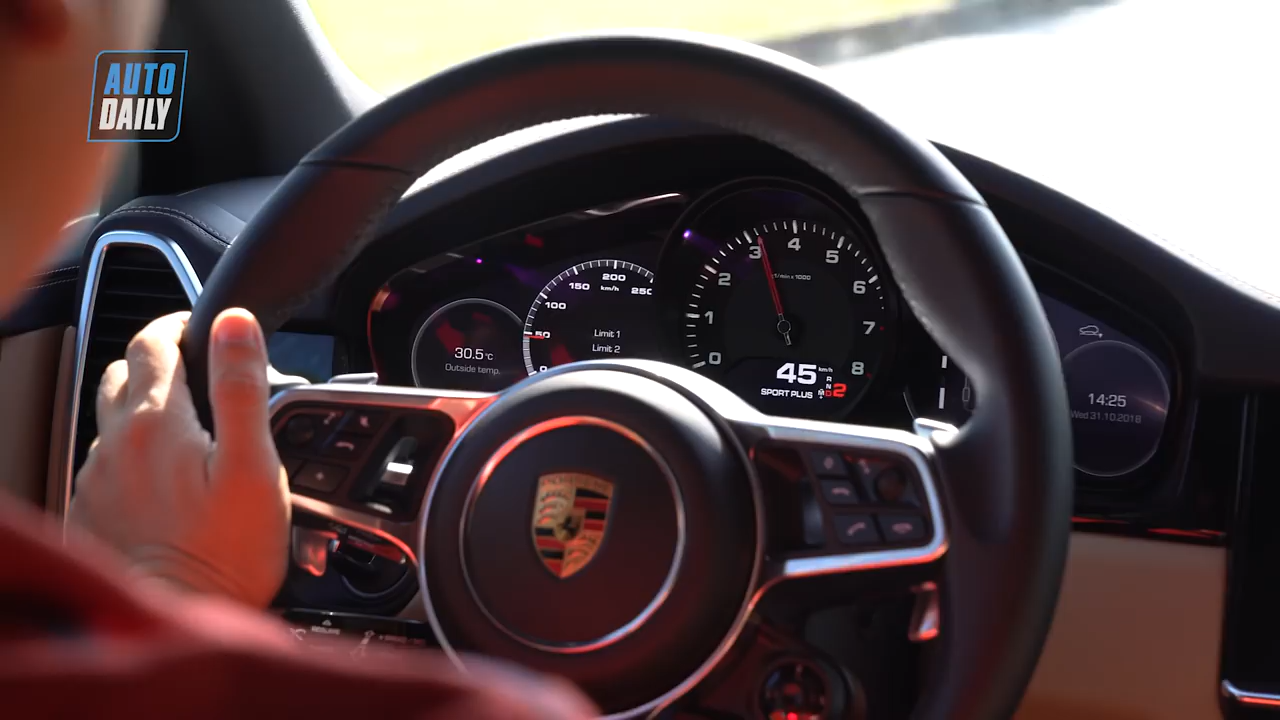 AUTO
DAILY
30.5°C
Outside temp.
50
100
150
200
250
km/h
Limit 1
Limit 2
0
1
2
3
4
5
6
7
8
45 km/h
SPORT PLUS
R
N
D
M
2
14:25
Wed 31.10.2018